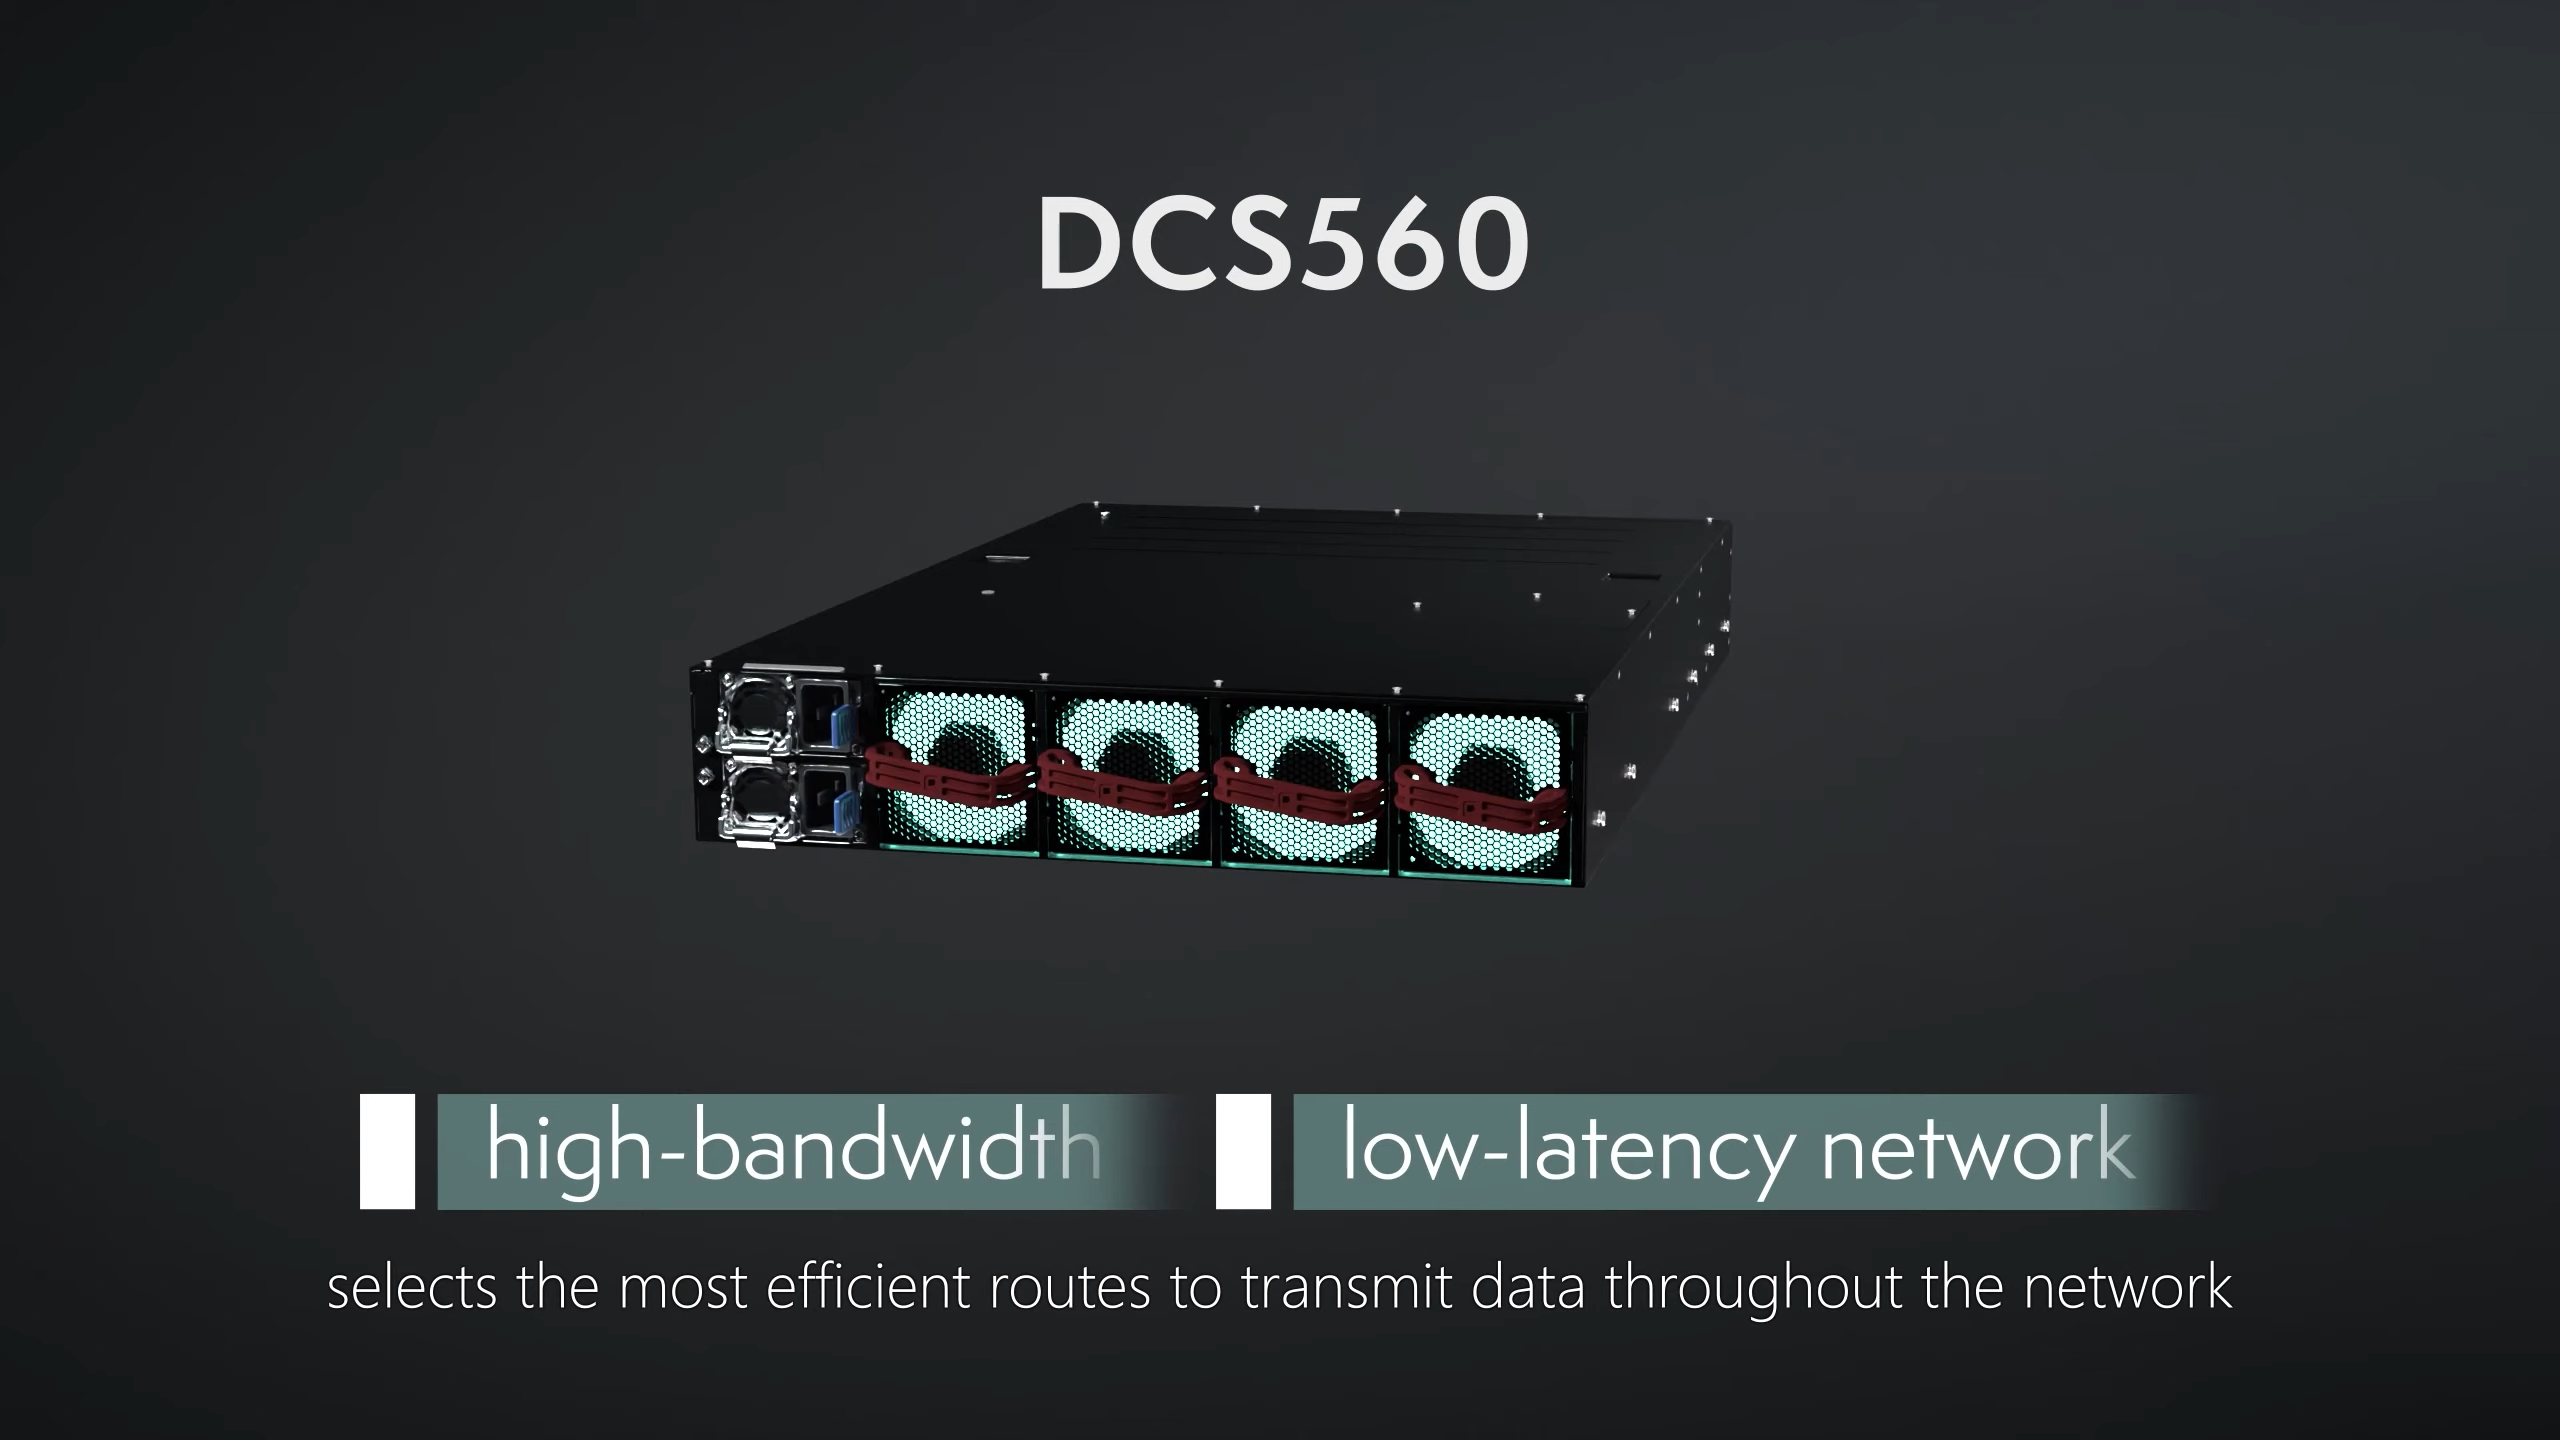 DCS560
high-bandwidth
low-latency network
selects the most efficient routes to transmit data throughout the network